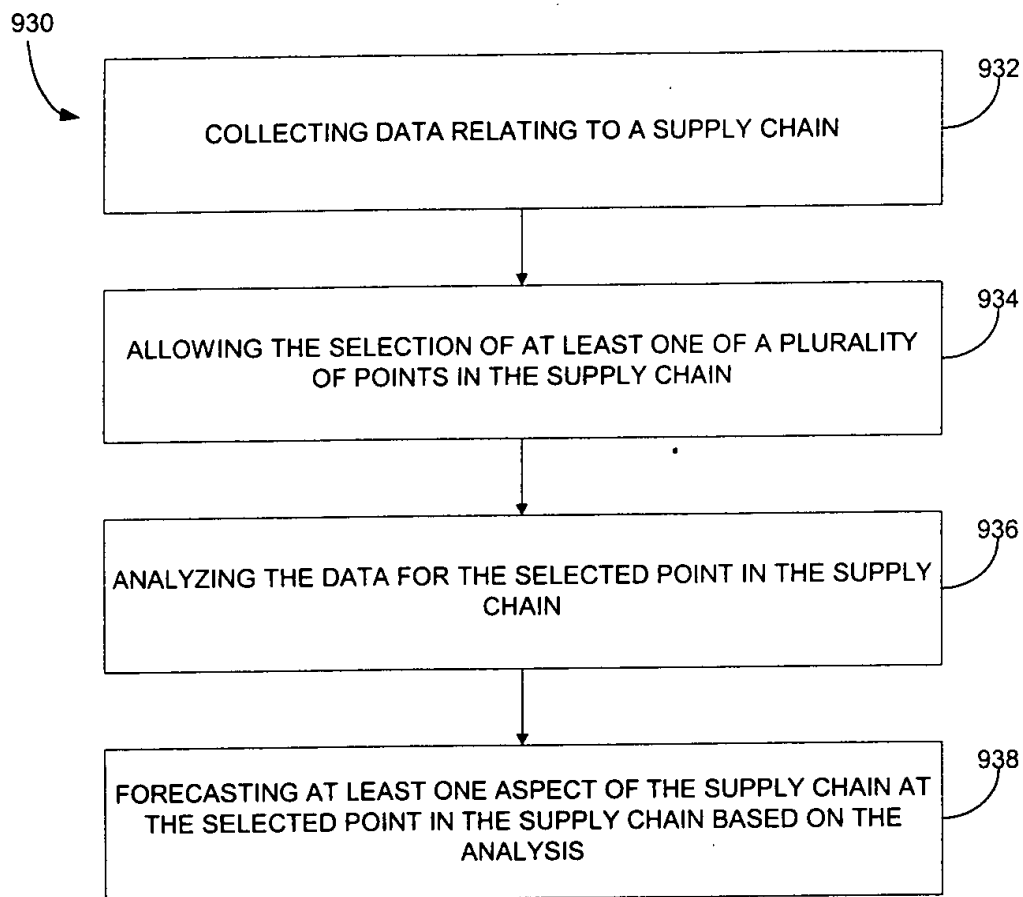 930
932
COLLECTING DATA RELATING TO A SUPPLY CHAIN
934
ALLOWING THE SELECTION OF AT LEAST ONE OF A PLURALITY
OF POINTS IN THE SUPPLY CHAIN
936
ANALYZING THE DATA FOR THE SELECTED POINT IN THE SUPPLY
CHAIN
938
FORECASTING AT LEAST ONE ASPECT OF THE SUPPLY CHAIN AT
THE SELECTED POINT IN THE SUPPLY CHAIN BASED ON THE
ANALYSIS